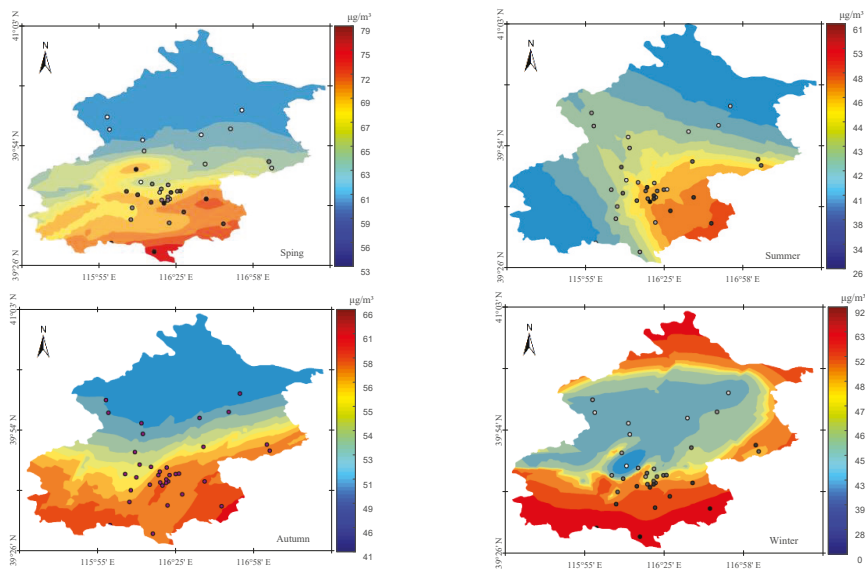 μg/m³
41°03' N
N
39°54' N
39°26' N
79
75
72
69
67
65
63
61
59
56
53
Sping
115°55' E
116°25' E
116°58' E
μg/m³
41°03' N
N
39°54' N
39°26' N
61
53
48
46
44
43
42
41
38
34
26
Summer
115°55' E
116°25' E
116°58' E
μg/m³
41°03' N
N
39°54' N
39°26' N
66
61
58
56
55
54
53
51
49
46
41
Autumn
115°55' E
116°25' E
116°58' E
μg/m³
41°03' N
N
39°54' N
39°26' N
92
63
52
48
46
45
43
39
28
0
Winter
115°55' E
116°25' E
116°58' E